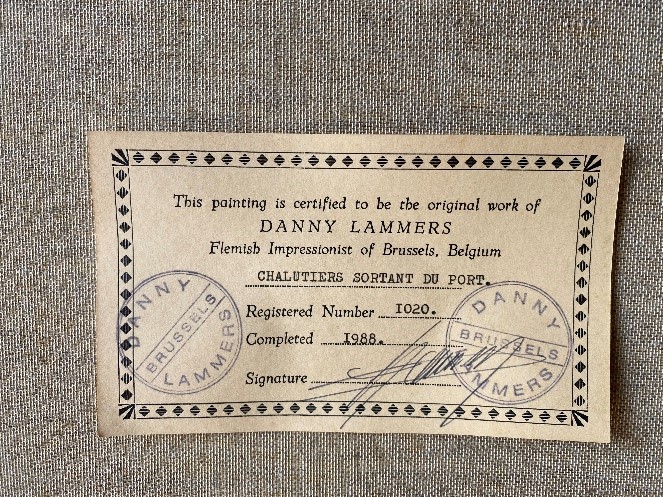 This painting is certified to be the original work of
DANNY LAMMERS
Flemish Impressionist of Brussels, Belgium
CHALUTIERS SORTANT DU PORT.
Registered Number 1020.
Completed 1988.
Signature
DANNY
BRUSSELS
LAMMERS
DANNY
BRUSSELS
LAMMERS